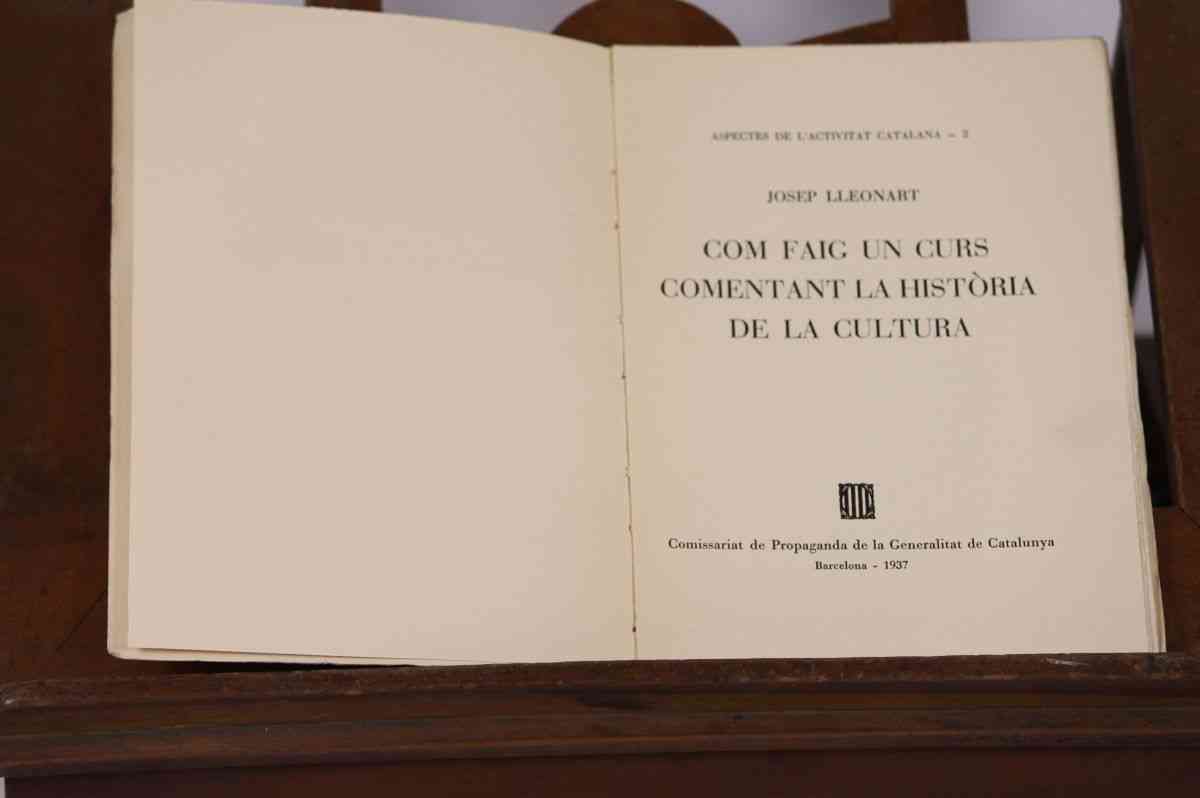 ASPECTES DE L'ACTIVITAT CATALANA - 2
JOSEP LLEONART
COM FAIG UN CURS
COMENTANT LA HISTÒRIA
DE LA CULTURA
Comissariat de Propaganda de la Generalitat de Catalunya
Barcelona - 1937